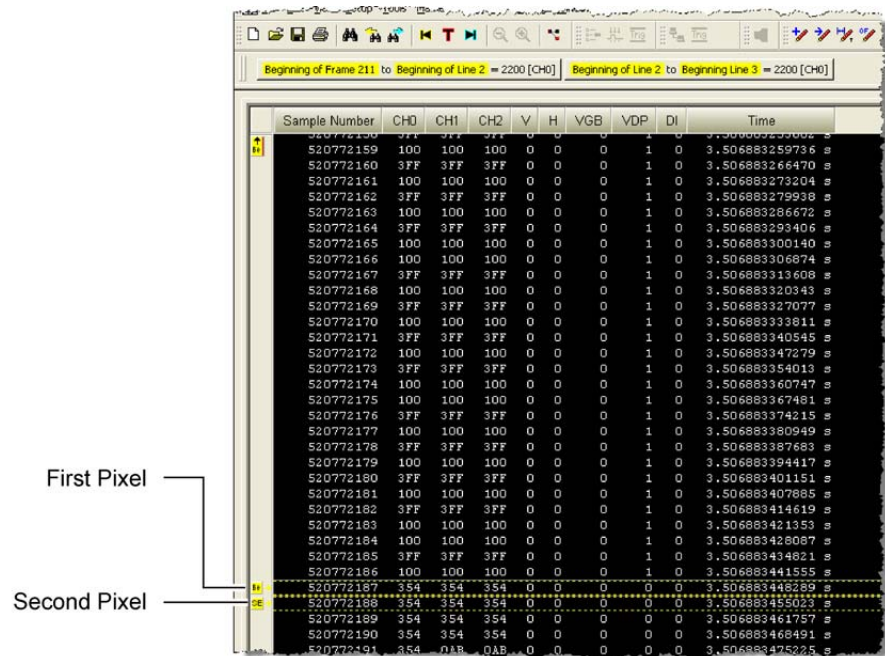 Beginning of Frame 211 to Beginning of Line 2 = 2200 [CH0] Beginning of Line 2 to Beginning Line 3 = 2200 [CH0]
Sample Number CH0 CH1 CH2 V H VGB VDP DI Time
520772159 100 100 100 0 0 0 1 0 3.506883259736 s
520772160 3FF 3FF 3FF 0 0 0 1 0 3.506883266470 s
520772161 100 100 100 0 0 0 1 0 3.506883273204 s
520772162 3FF 3FF 3FF 0 0 0 1 0 3.506883279938 s
520772163 100 100 100 0 0 0 1 0 3.506883286672 s
520772164 3FF 3FF 3FF 0 0 0 1 0 3.506883293406 s
520772165 100 100 100 0 0 0 1 0 3.506883300140 s
520772166 100 100 100 0 0 0 1 0 3.506883306874 s
520772167 3FF 3FF 3FF 0 0 0 1 0 3.506883313608 s
520772168 100 100 100 0 0 0 1 0 3.506883320343 s
520772169 3FF 3FF 3FF 0 0 0 1 0 3.506883327077 s
520772170 100 100 100 0 0 0 1 0 3.506883333811 s
520772171 3FF 3FF 3FF 0 0 0 1 0 3.506883340545 s
520772172 100 100 100 0 0 0 1 0 3.506883347279 s
520772173 3FF 3FF 3FF 0 0 0 1 0 3.506883354013 s
520772174 100 100 100 0 0 0 1 0 3.506883360747 s
520772175 100 100 100 0 0 0 1 0 3.506883367481 s
520772176 3FF 3FF 3FF 0 0 0 1 0 3.506883374215 s
520772177 100 100 100 0 0 0 1 0 3.506883380949 s
520772178 3FF 3FF 3FF 0 0 0 1 0 3.506883387683 s
520772179 100 100 100 0 0 0 1 0 3.506883394417 s
520772180 3FF 3FF 3FF 0 0 0 1 0 3.506883401151 s
520772181 100 100 100 0 0 0 1 0 3.506883407885 s
520772182 3FF 3FF 3FF 0 0 0 1 0 3.506883414619 s
520772183 100 100 100 0 0 0 1 0 3.506883421353 s
520772184 100 100 100 0 0 0 1 0 3.506883428087 s
520772185 3FF 3FF 3FF 0 0 0 1 0 3.506883434821 s
520772186 100 100 100 0 0 0 1 0 3.506883441555 s
First Pixel
520772187 354 354 354 0 0 0 0 0 3.506883448289 s
Second Pixel
SE 520772188 354 354 354 0 0 0 0 0 3.506883455023 s
520772189 354 354 354 0 0 0 0 0 3.506883461757 s
520772190 354 354 354 0 0 0 0 0 3.506883468491 s
520772191 354 0AB 0AB 0 0 0 0 0 3.506883475225 s